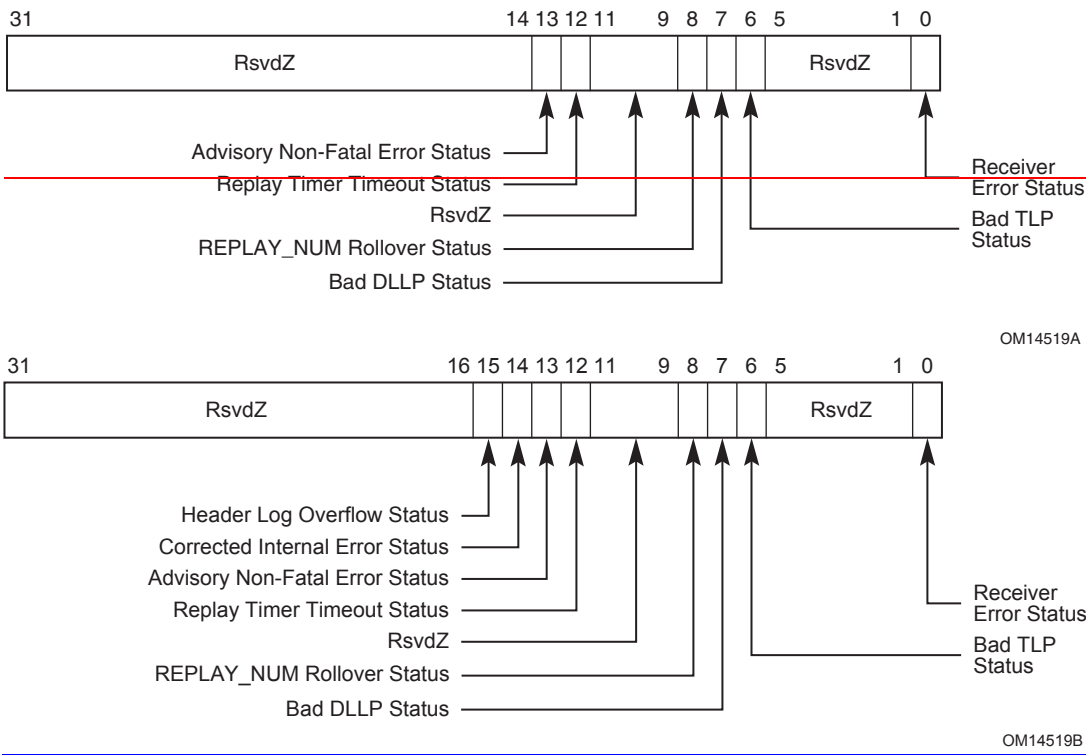 31 14 13 12 11 9 8 7 6 5 1 0
RsvdZ RsvdZ
Advisory Non-Fatal Error Status
Replay Timer Timeout Status
RsvdZ
REPLAY_NUM Rollover Status
Bad DLLP Status
Receiver
Error Status
Bad TLP
Status
OM14519A
31 16 15 14 13 12 11 9 8 7 6 5 1 0
RsvdZ RsvdZ
Header Log Overflow Status
Corrected Internal Error Status
Advisory Non-Fatal Error Status
Replay Timer Timeout Status
RsvdZ
REPLAY_NUM Rollover Status
Bad DLLP Status
Receiver
Error Status
Bad TLP
Status
OM14519B